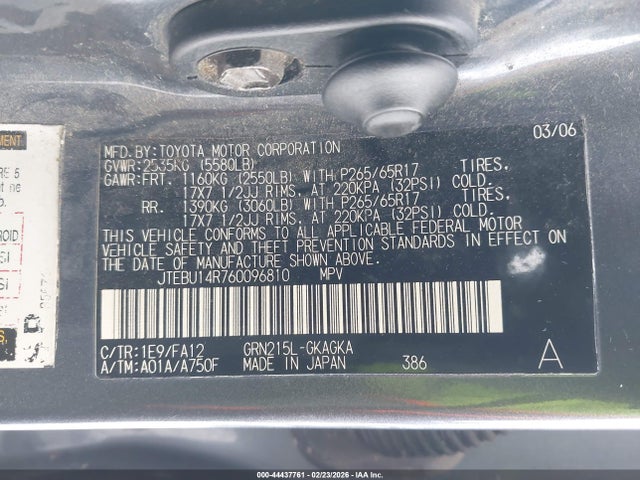 MFD.BY:TOYOTA MOTOR CORPORATION 03/06
GVWR:2535KG (5580LB)
GAWR:FRT. 1160KG (2550LB) WITH P265/65R17 TIRES.
17X7 1/2JJ RIMS. AT 220KPA (32PSI) COLD.
RR. 1390KG (3060LB) WITH P265/65R17 TIRES.
17X7 1/2JJ RIMS. AT 220KPA (32PSI) COLD.
THIS VEHICLE CONFORMS TO ALL APPLICABLE FEDERAL MOTOR
VEHICLE SAFETY AND THEFT PREVENTION STANDARDS IN EFFECT ON
THE DATE OF MANUFACTURE SHOWN ABOVE.
JTEBU14R760096810 MPV
C/TR:1E9/FA12 GRN215L-GKAGKA
A/TM:A01A/A750F MADE IN JAPAN 386 A
000-44437761 - 02/23/2026 - IAA Inc.